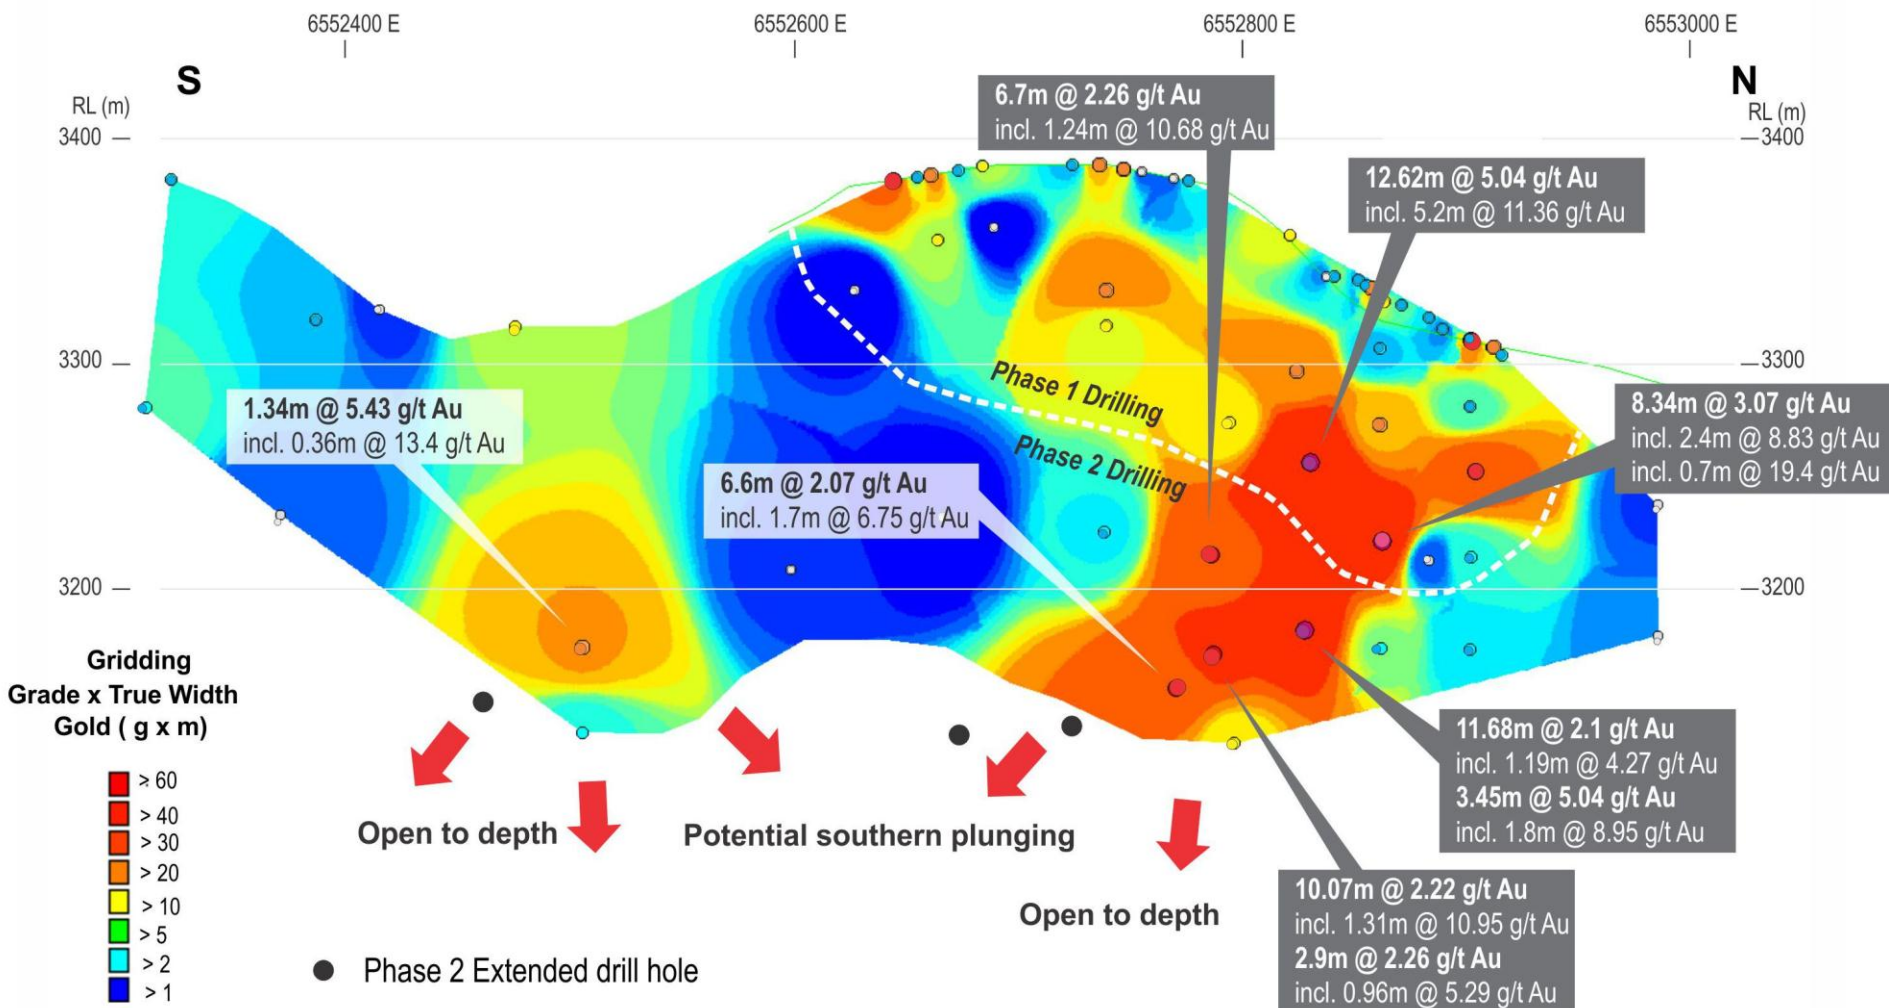 6552400 E
6552600 E
6552800 E
6553000 E
S
N
RL (m)
RL (m)
3400
3400
3300
3300
3200
3200
6.7m @ 2.26 g/t Au
incl. 1.24m @ 10.68 g/t Au
12.62m @ 5.04 g/t Au
incl. 5.2m @ 11.36 g/t Au
8.34m @ 3.07 g/t Au
incl. 2.4m @ 8.83 g/t Au
incl. 0.7m @ 19.4 g/t Au
1.34m @ 5.43 g/t Au
incl. 0.36m @ 13.4 g/t Au
Phase 1 Drilling
Phase 2 Drilling
6.6m @ 2.07 g/t Au
incl. 1.7m @ 6.75 g/t Au
11.68m @ 2.1 g/t Au
incl. 1.19m @ 4.27 g/t Au
3.45m @ 5.04 g/t Au
incl. 1.8m @ 8.95 g/t Au
10.07m @ 2.22 g/t Au
incl. 1.31m @ 10.95 g/t Au
2.9m @ 2.26 g/t Au
incl. 0.96m @ 5.29 g/t Au
Gridding
Grade x True Width
Gold ( g x m)
> 60
> 40
> 30
> 20
> 10
> 5
> 2
> 1
Open to depth
Potential southern plunging
Open to depth
Phase 2 Extended drill hole